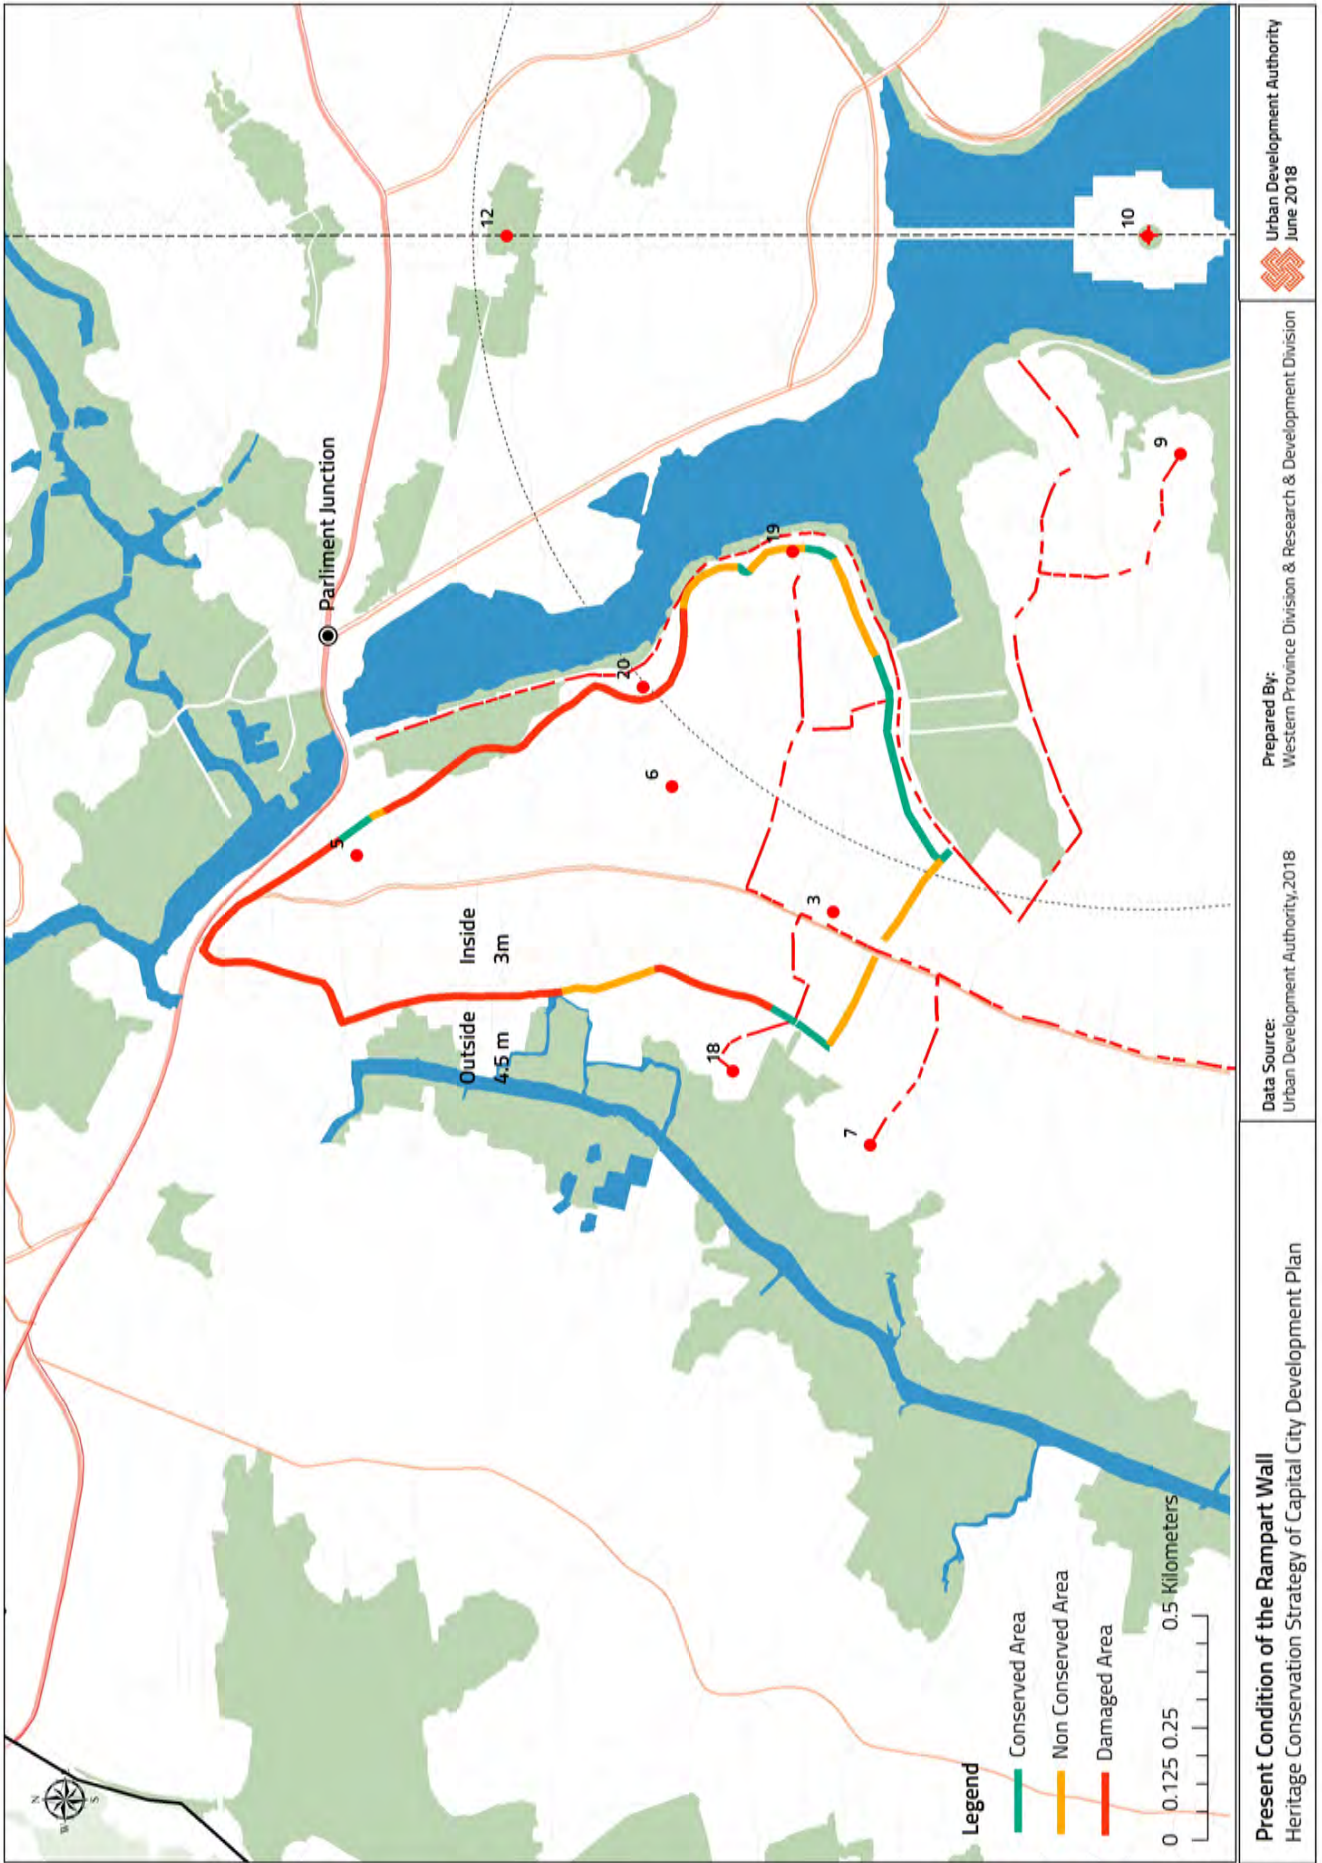 Parliment Junction
12
10
9
19
20
6
5
3
18
7
Inside
3m
Outside
4.5 m
N
W
S
Legend
Conserved Area
Non Conserved Area
Damaged Area
0 0.125 0.25 0.5 Kilometers
Present Condition of the Rampart Wall
Heritage Conservation Strategy of Capital City Development Plan
Data Source:
Urban Development Authority,2018
Prepared By:
Western Province Division & Research & Development Division
Urban Development Authority
June 2018